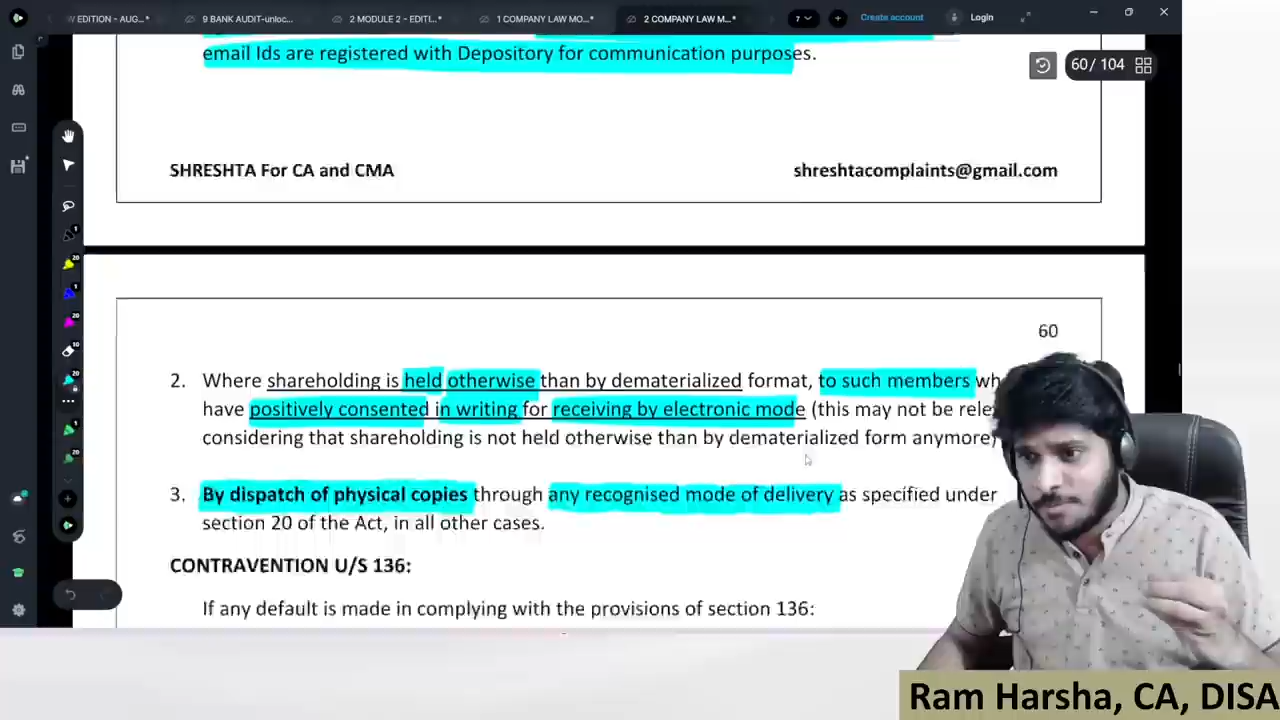 W EDITION - AUG...*
9 BANK AUDIT-unloc...
2 MODULE 2 - EDITI...*
1 COMPANY LAW MO...*
2 COMPANY LAW M...*
7
Create account
Login
email Ids are registered with Depository for communication purposes.
60 / 104
SHRESHTA For CA and CMA
shreshtacomplaints@gmail.com
60
2. Where shareholding is held otherwise than by dematerialized format, to such members wh
have positively consented in writing for receiving by electronic mode (this may not be rele
considering that shareholding is not held otherwise than by dematerialized form anymore)
3. By dispatch of physical copies through any recognised mode of delivery as specified under
section 20 of the Act, in all other cases.
CONTRAVENTION U/S 136:
If any default is made in complying with the provisions of section 136:
Ram Harsha, CA, DISA